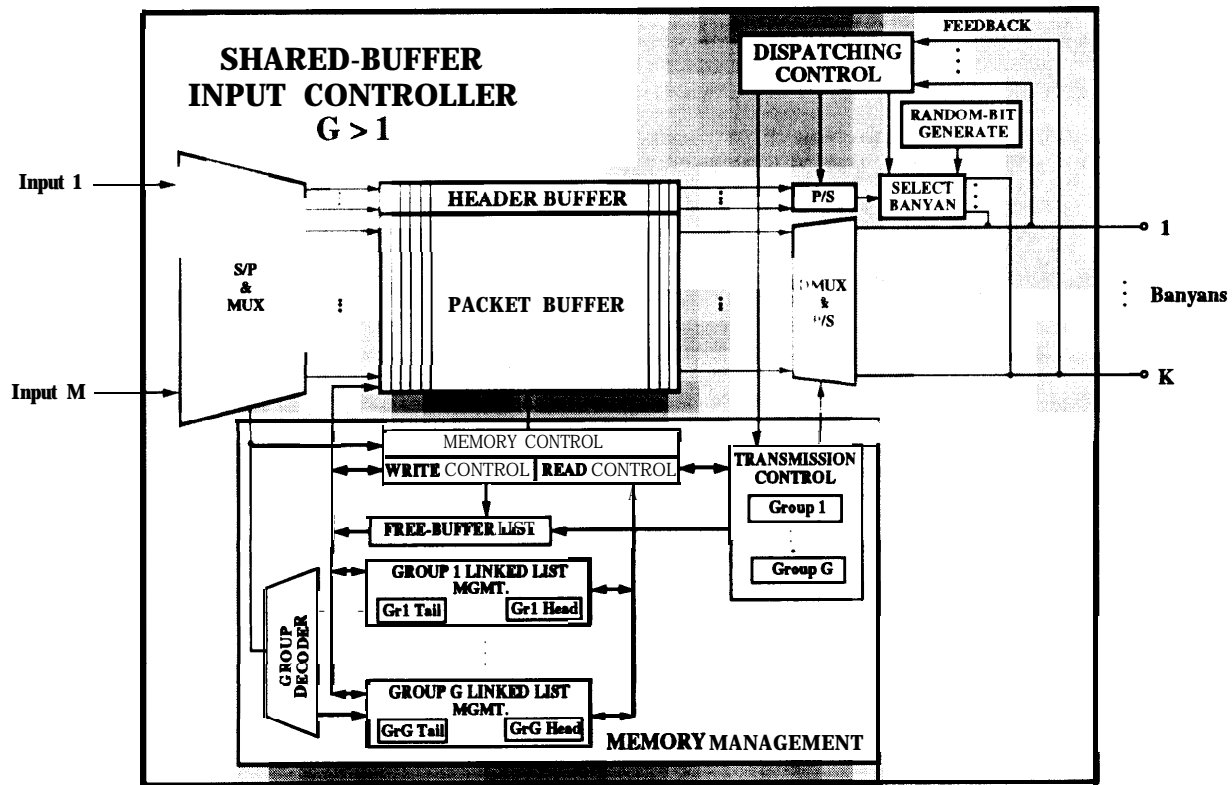 SHARED-BUFFER
INPUT CONTROLLER
G > 1
FEEDBACK
DISPATCHING
CONTROL
RANDOM-BIT
GENERATE
Input 1
HEADER BUFFER
P/S
SELECT
BANYAN
1
S/P
&
MUX
PACKET BUFFER
DMUX
&
P/S
Banyans
Input M
K
MEMORY CONTROL
WRITE CONTROL
READ CONTROL
TRANSMISSION
CONTROL
Group 1
Group G
FREE-BUFFER LIST
GROUP 1 LINKED LIST
MGMT.
Gr1 Tail
Gr1 Head
GROUP
DECODER
GROUP G LINKED LIST
MGMT.
GrG Tail
GrG Head
MEMORY MANAGEMENT